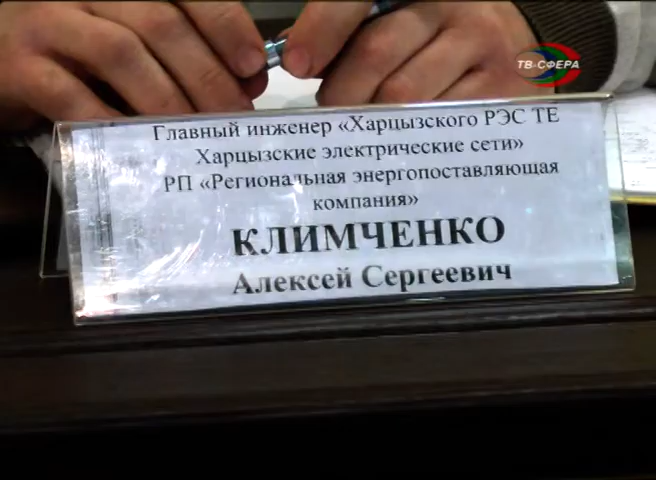 ТВ-СФЕРА
Главный инженер «Харцызского РЭС ТЕ
Харцызские электрические сети»
РП «Региональная энергопоставляющая
компания»
КЛИМЧЕНКО
Алексей Сергеевич